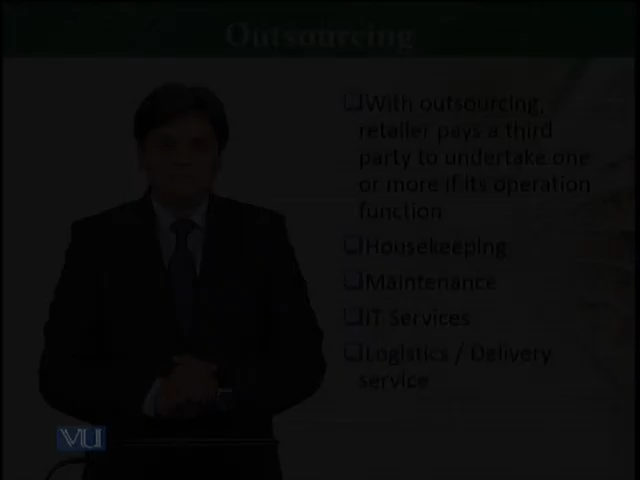 Outsourcing
With outsourcing,
retailer pays a third
party to undertake one
or more if its operation
function
Housekeeping
Maintenance
IT Services
Logistics / Delivery
service
VU